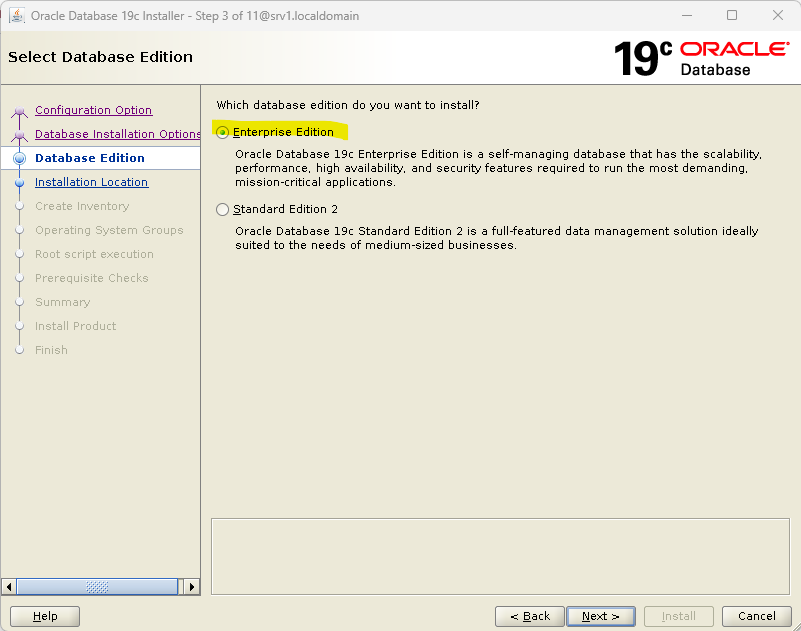 Oracle Database 19c Installer - Step 3 of 11@srv1.localdomain
Select Database Edition
19c ORACLE
Database
Configuration Option
Database Installation Options
Database Edition
Installation Location
Create Inventory
Operating System Groups
Root script execution
Prerequisite Checks
Summary
Install Product
Finish
Which database edition do you want to install?
Enterprise Edition
Oracle Database 19c Enterprise Edition is a self-managing database that has the scalability,
performance, high availability, and security features required to run the most demanding,
mission-critical applications.
Standard Edition 2
Oracle Database 19c Standard Edition 2 is a full-featured data management solution ideally
suited to the needs of medium-sized businesses.
Help
< Back
Next >
Install
Cancel